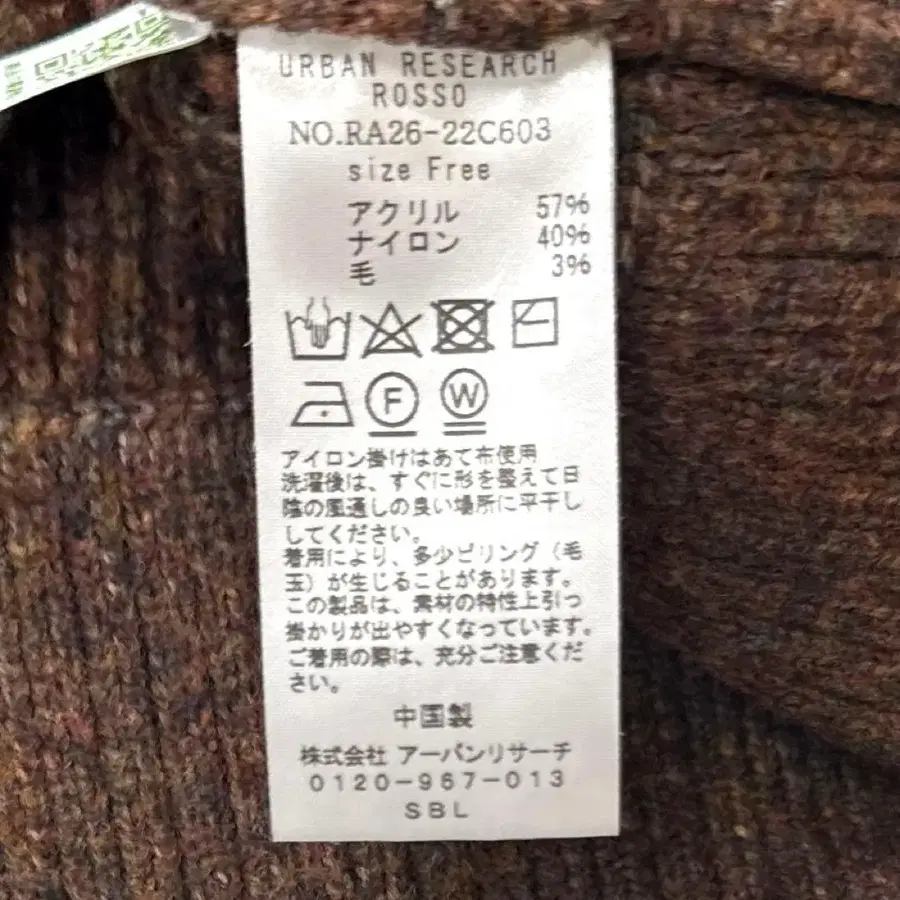 URBAN RESEARCH
ROSSO
NO.RA26-22C603
size Free
アクリル 57%
ナイロン 40%
毛 3%
F W
アイロン掛けはあて布使用
洗濯後は、すぐに形を整えて日
陰の風通しの良い場所に平干し
してください。
着用により、多少ピリング（毛
玉）が生じることがあります。
この製品は、素材の特性上引っ
掛かりが出やすくなっています。
ご着用の際は、充分ご注意くだ
さい。
中国製
株式会社 アーバンリサーチ
0120-967-013
SBL